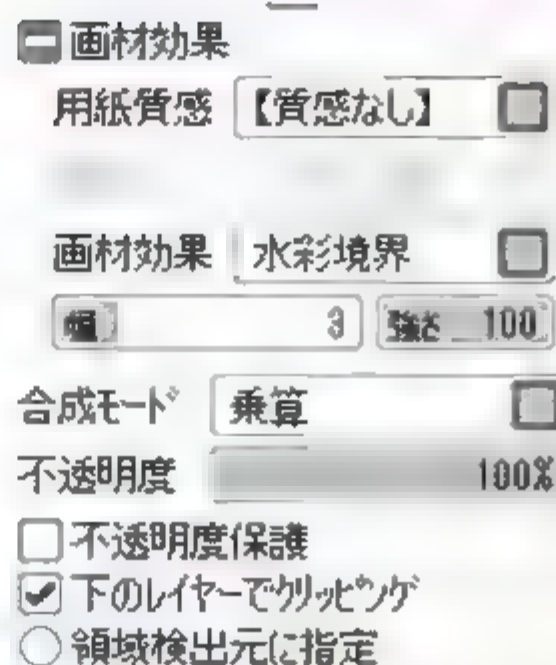 画材効果
用紙質感 【質感なし】
画材効果 水彩境界
幅 3 強さ 100
合成モード 乗算
不透明度 100%
不透明度保護
下のレイヤーでクリッピング
領域検出元に指定